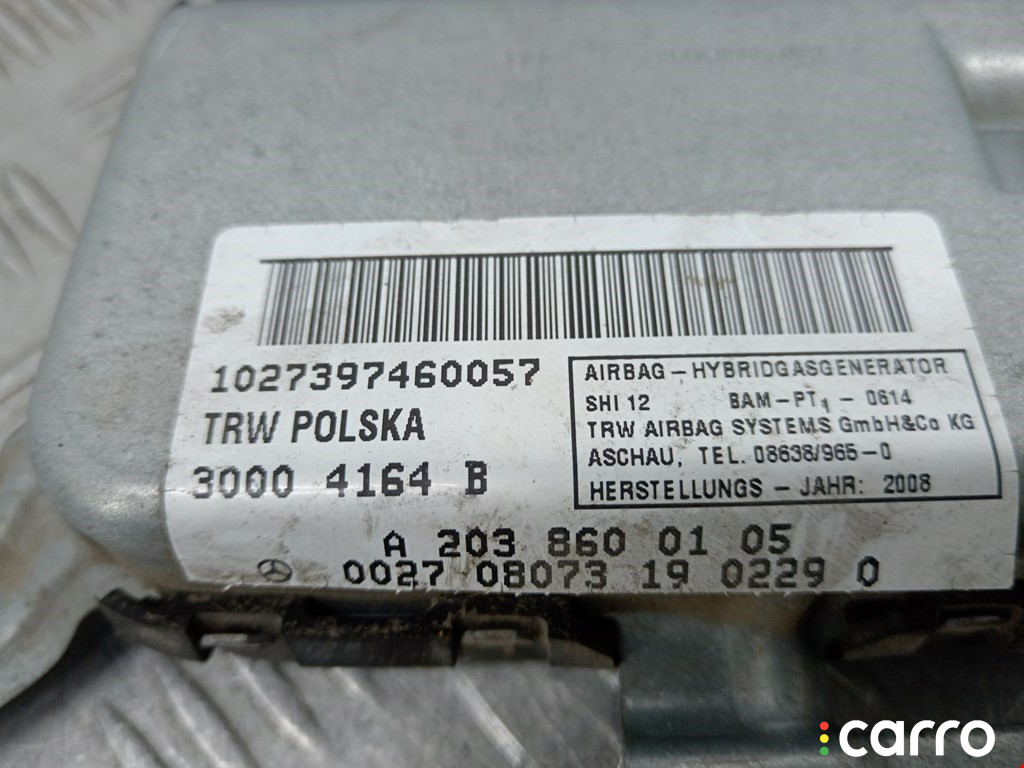 1027397460057
TRW POLSKA
3000 4164 B
AIRBAG – HYBRIDGASGENERATOR
SHI 12 BAM – PT1 – 0614
TRW AIRBAG SYSTEMS GmbH&Co KG
ASCHAU, TEL. 08638/965–0
HERSTELLUNGS – JAHR: 2008
A 203 860 01 05
0027 08073 19 0229 0
carro